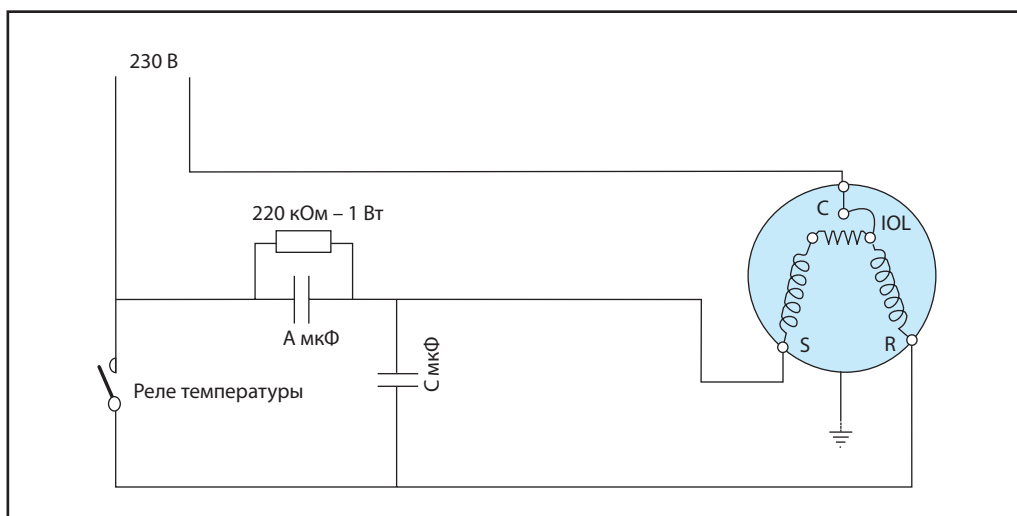 230 В
C
IOL
220 кОм – 1 Вт
А мкФ
S
R
С мкФ
Реле температуры